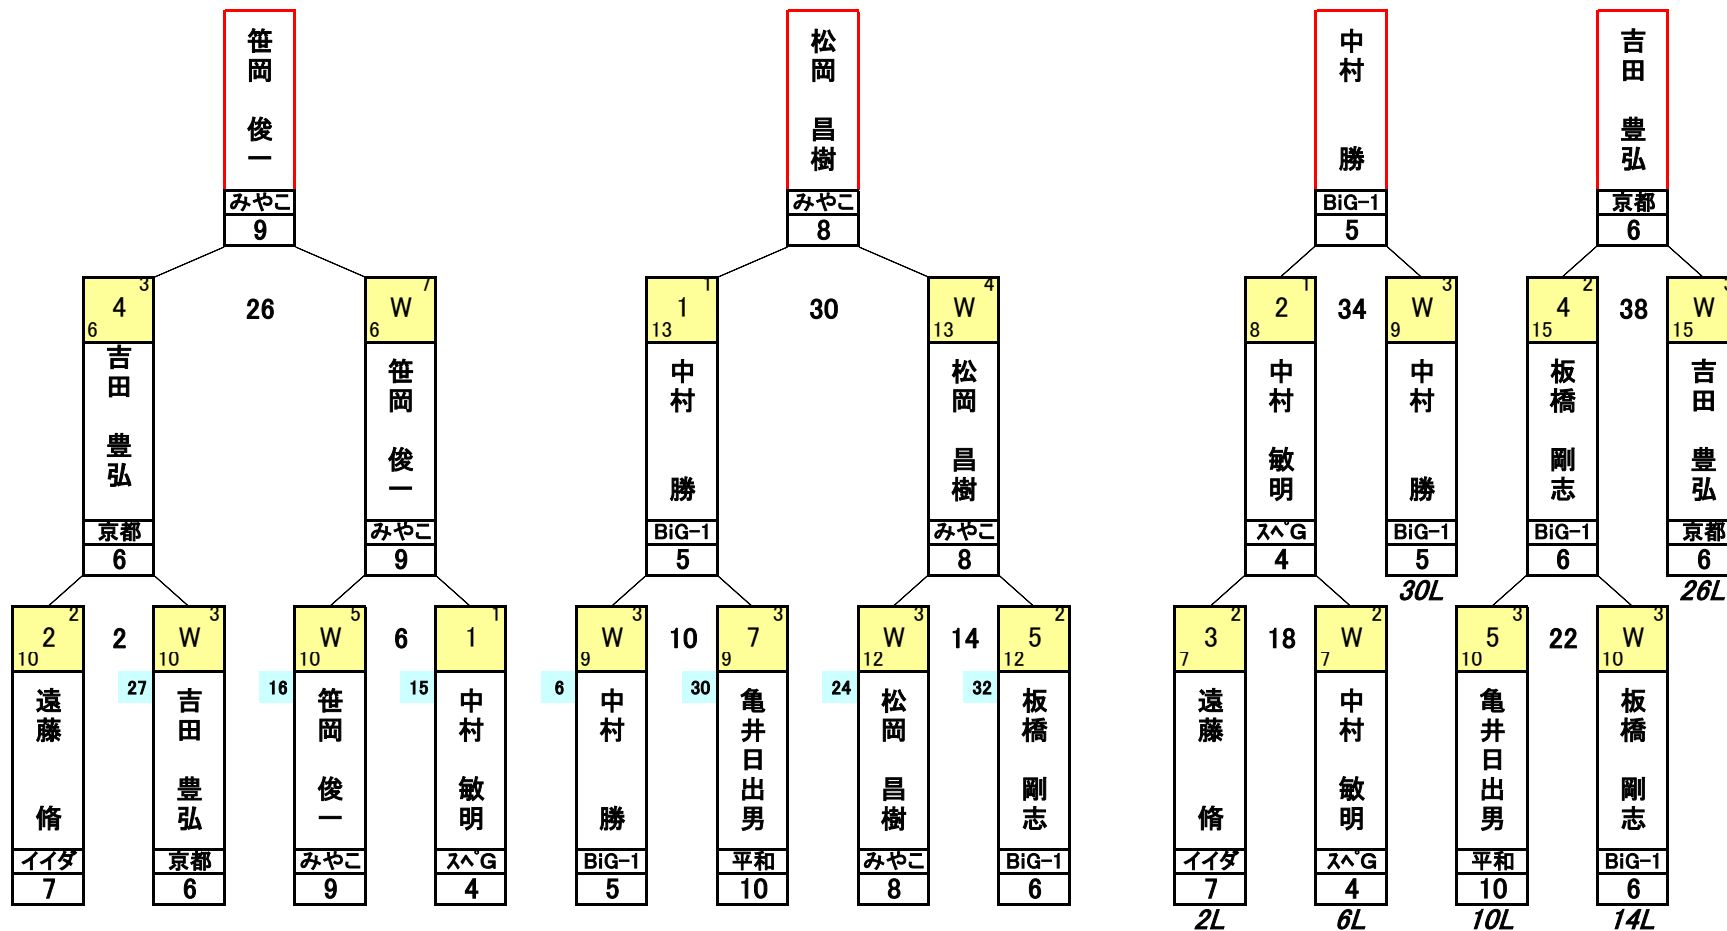 笹岡 俊一
松岡 昌樹
中村 勝
吉田 豊弘
みやこ
みやこ
BiG-1
京都
9
8
5
6
3
4
6
26
7
W
6
1
1
13
30
4
W
13
1
2
8
34
3
W
9
2
4
15
38
3
W
15
吉田 豊弘
笹岡 俊一
中村 勝
松岡 昌樹
中村 敏明
中村 勝
板橋 剛志
吉田 豊弘
京都
みやこ
BiG-1
みやこ
ｽﾍﾟG
BiG-1
BiG-1
京都
6
9
5
8
4
5
6
6
30L
26L
2
2
10
2
3
W
10
5
W
10
6
1
1
3
W
9
10
3
7
9
3
W
12
14
2
5
12
2
3
7
18
2
W
7
3
5
10
22
3
W
10
27
16
15
6
30
24
32
遠藤 脩
吉田 豊弘
笹岡 俊一
中村 敏明
中村 勝
亀井日出男
松岡 昌樹
板橋 剛志
遠藤 脩
中村 敏明
亀井日出男
板橋 剛志
イイダ
京都
みやこ
ｽﾍﾟG
BiG-1
平和
みやこ
BiG-1
イイダ
ｽﾍﾟG
平和
BiG-1
7
6
9
4
5
10
8
6
7
4
10
6
2L
6L
10L
14L